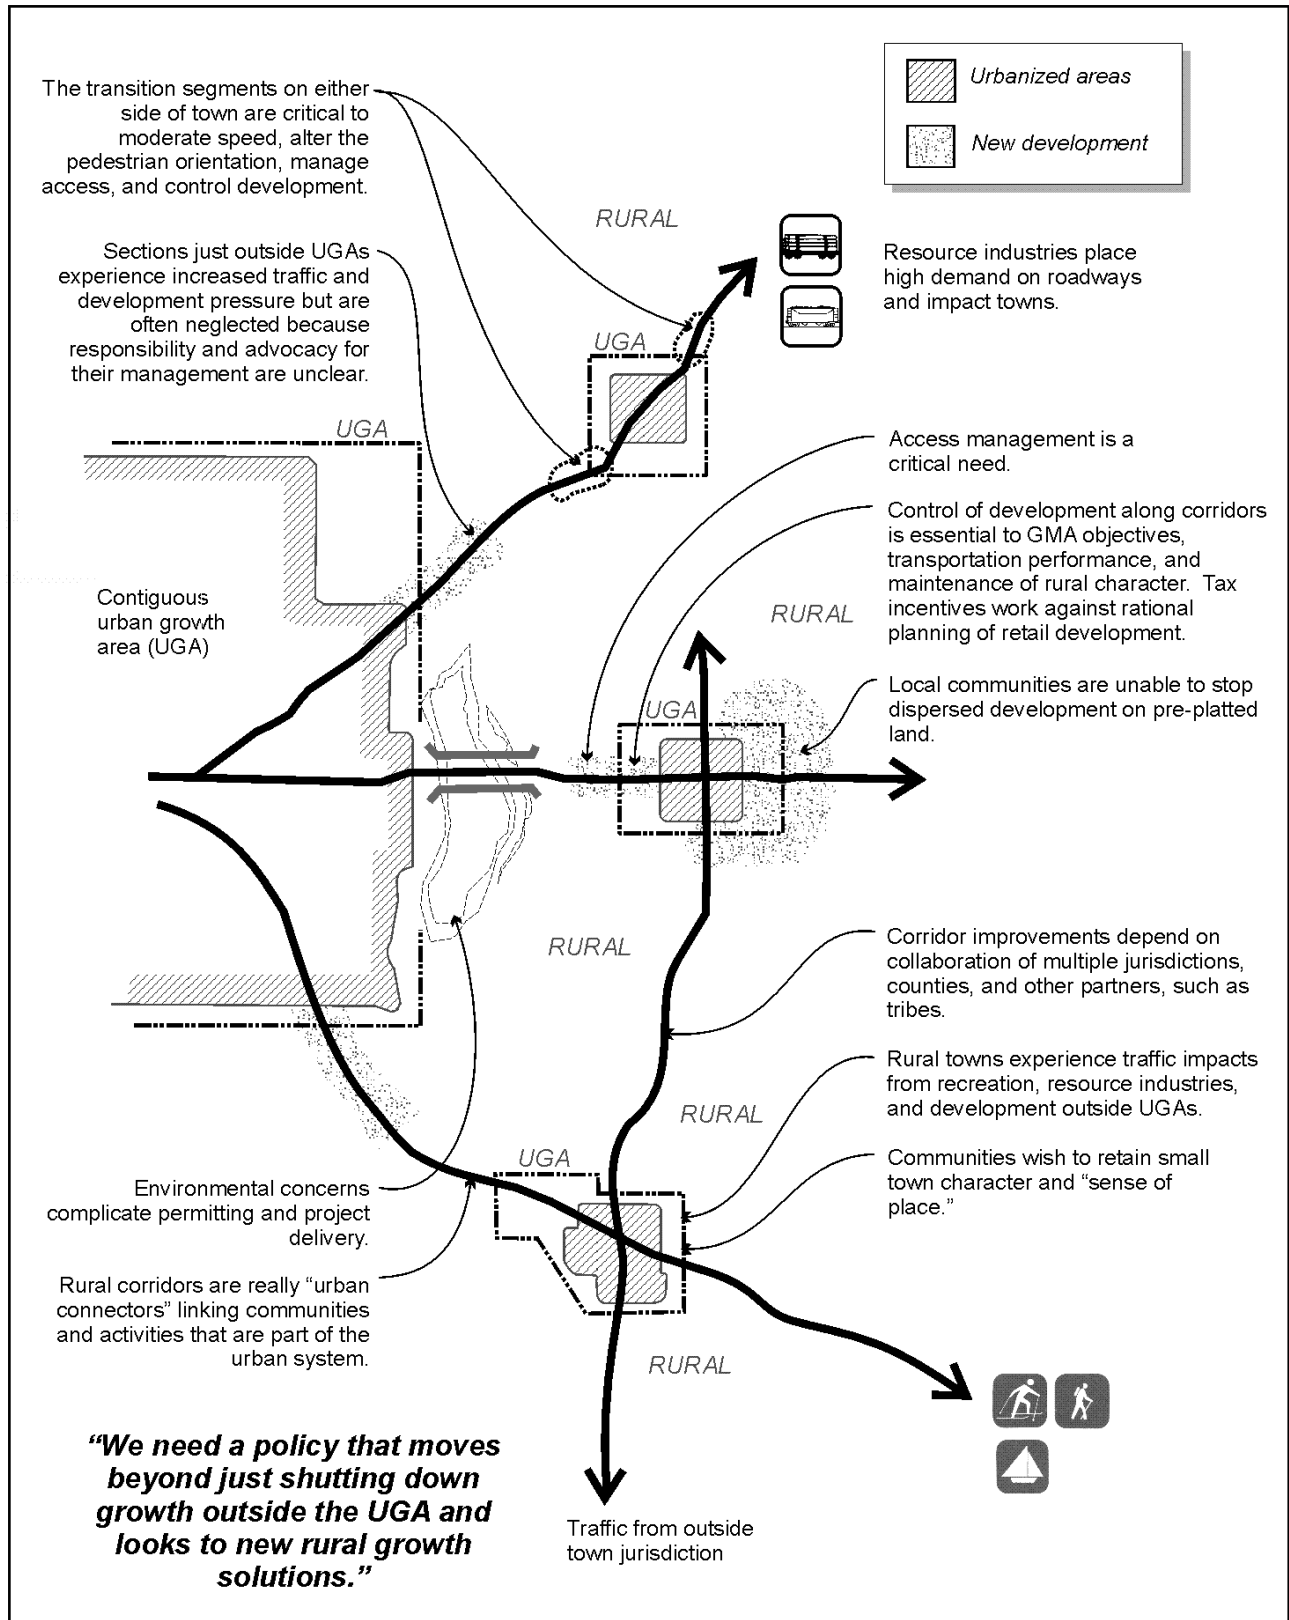 Urbanized areas
New development
The transition segments on either
side of town are critical to
moderate speed, alter the
pedestrian orientation, manage
access, and control development.
RURAL
Sections just outside UGAs
experience increased traffic and
development pressure but are
often neglected because
responsibility and advocacy for
their management are unclear.
Resource industries place
high demand on roadways
and impact towns.
UGA
UGA
Access management is a
critical need.
Control of development along corridors
is essential to GMA objectives,
transportation performance, and
maintenance of rural character.  Tax
incentives work against rational
planning of retail development.
Contiguous
urban growth
area (UGA)
RURAL
Local communities are unable to stop
dispersed development on pre-platted
land.
UGA
RURAL
Corridor improvements depend on
collaboration of multiple jurisdictions,
counties, and other partners, such as
tribes.
Rural towns experience traffic impacts
from recreation, resource industries,
and development outside UGAs.
RURAL
Communities wish to retain small
town character and “sense of
place.”
UGA
Environmental concerns
complicate permitting and project
delivery.
Rural corridors are really “urban
connectors” linking communities
and activities that are part of the
urban system.
RURAL
“We need a policy that moves
beyond just shutting down
growth outside the UGA and
looks to new rural growth
solutions.”
Traffic from outside
town jurisdiction